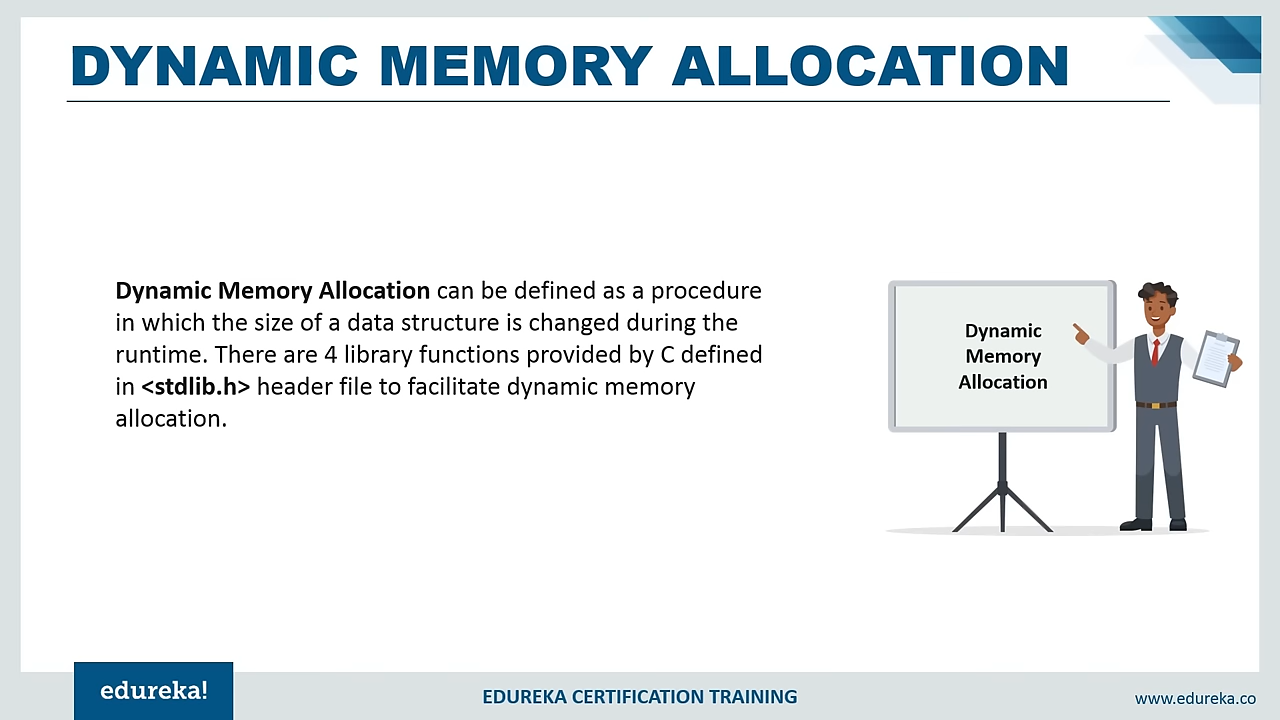 DYNAMIC MEMORY ALLOCATION
Dynamic Memory Allocation can be defined as a procedure
in which the size of a data structure is changed during the
runtime. There are 4 library functions provided by C defined
in <stdlib.h> header file to facilitate dynamic memory
allocation.
Dynamic
Memory
Allocation
edureka!
EDUREKA CERTIFICATION TRAINING
www.edureka.co